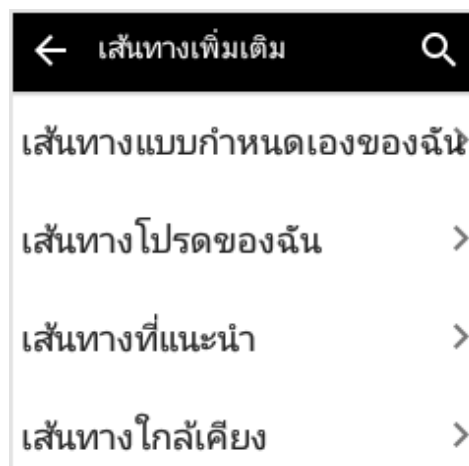 เส้นทางเพิ่มเติม
เส้นทางแบบกำหนดเองของฉัน
เส้นทางโปรดของฉัน
เส้นทางที่แนะนำ
เส้นทางใกล้เคียง